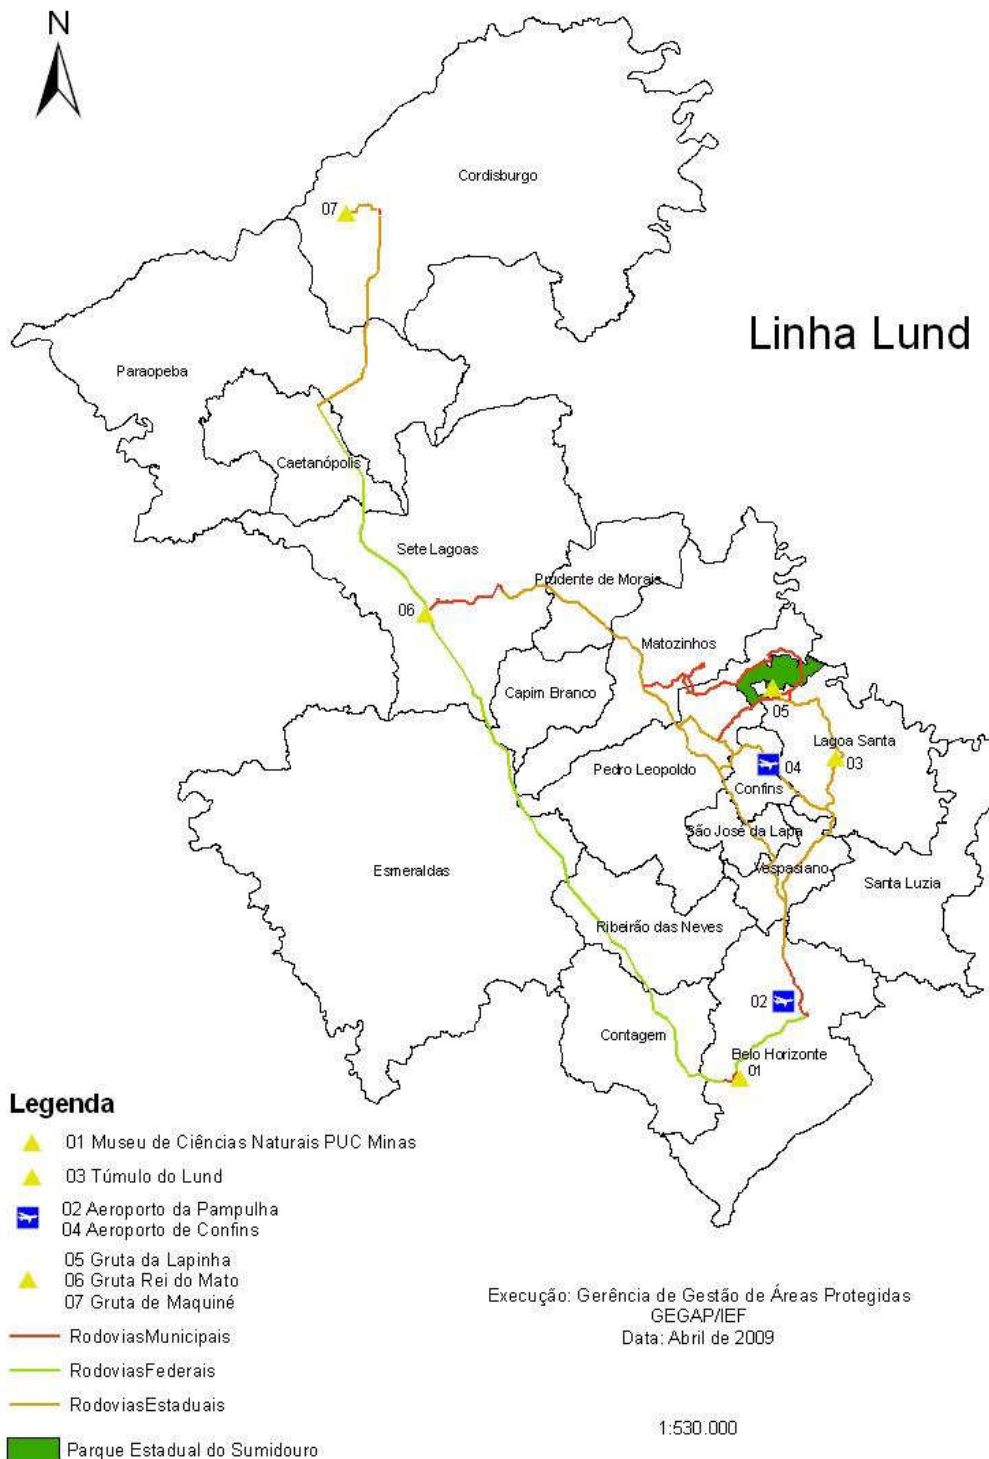 N
Cordisburgo
07
Linha Lund
Paraopeba
Caetanópolis
Sete Lagoas
Prudente de Morais
06
Matozinhos
Capim Branco
05
Lagoa Santa
Pedro Leopoldo
04
03
Confins
São José da Lapa
Vespasiano
Esmeraldas
Santa Luzia
Ribeirão das Neves
02
Contagem
Belo Horizonte
01
Legenda
01 Museu de Ciências Naturais PUC Minas
03 Túmulo do Lund
02 Aeroporto da Pampulha
04 Aeroporto de Confins
05 Gruta da Lapinha
06 Gruta Rei do Mato
07 Gruta de Maquiné
RodoviasMunicipais
RodoviasFederais
RodoviasEstaduais
Parque Estadual do Sumidouro
Execução: Gerência de Gestão de Áreas Protegidas
GEGAP/IEF
Data: Abril de 2009
1:530.000